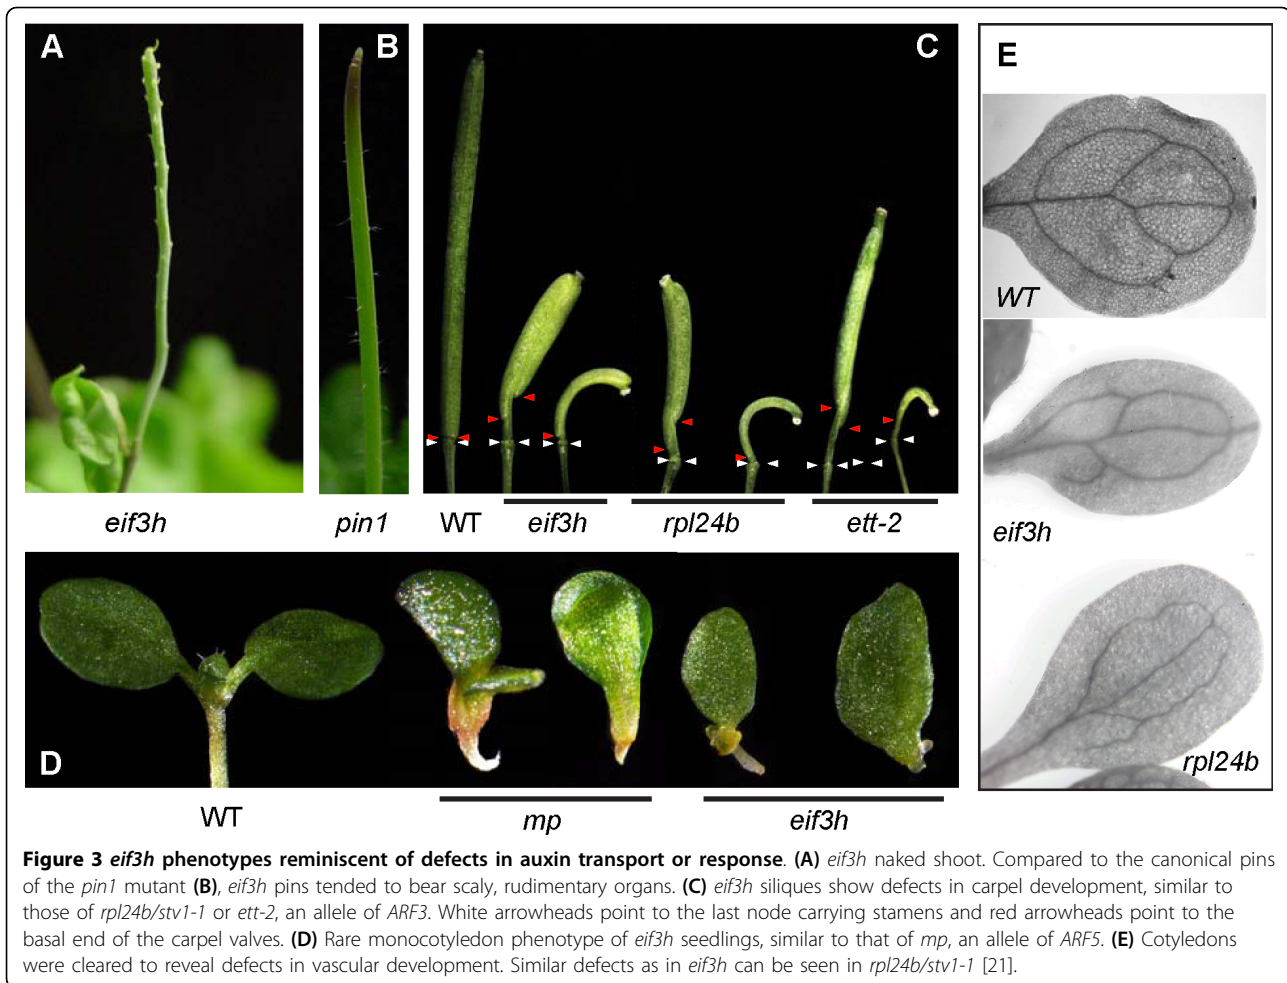 A
B
C
E
WT
eif3h
rpl24b
eif3h
pin1
WT
eif3h
rpl24b
ett-2
D
WT
mp
eif3h
Figure 3 eif3h phenotypes reminiscent of defects in auxin transport or response. (A) eif3h naked shoot. Compared to the canonical pins
of the pin1 mutant (B), eif3h pins tended to bear scaly, rudimentary organs. (C) eif3h siliques show defects in carpel development, similar to
those of rpl24b/stv1-1 or ett-2, an allele of ARF3. White arrowheads point to the last node carrying stamens and red arrowheads point to the
basal end of the carpel valves. (D) Rare monocotyledon phenotype of eif3h seedlings, similar to that of mp, an allele of ARF5. (E) Cotyledons
were cleared to reveal defects in vascular development. Similar defects as in eif3h can be seen in rpl24b/stv1-1 [21].